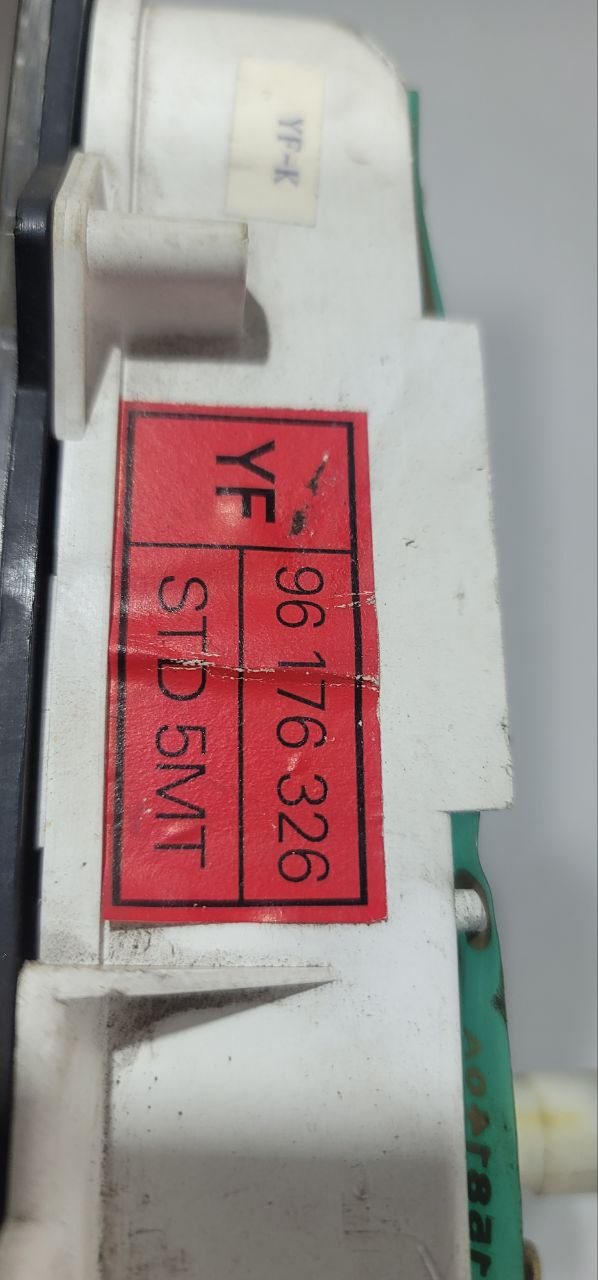 YF-K
YF
96 176 326
STD 5MT